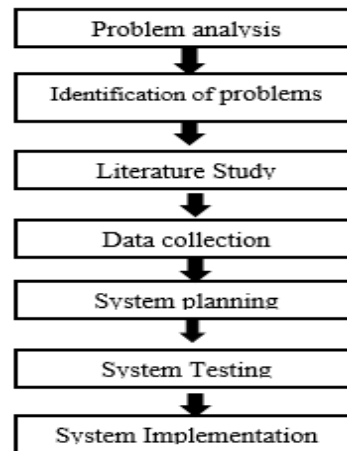 Problem analysis
Identification of problems
Literature Study
Data collection
System planning
System Testing
System Implementation